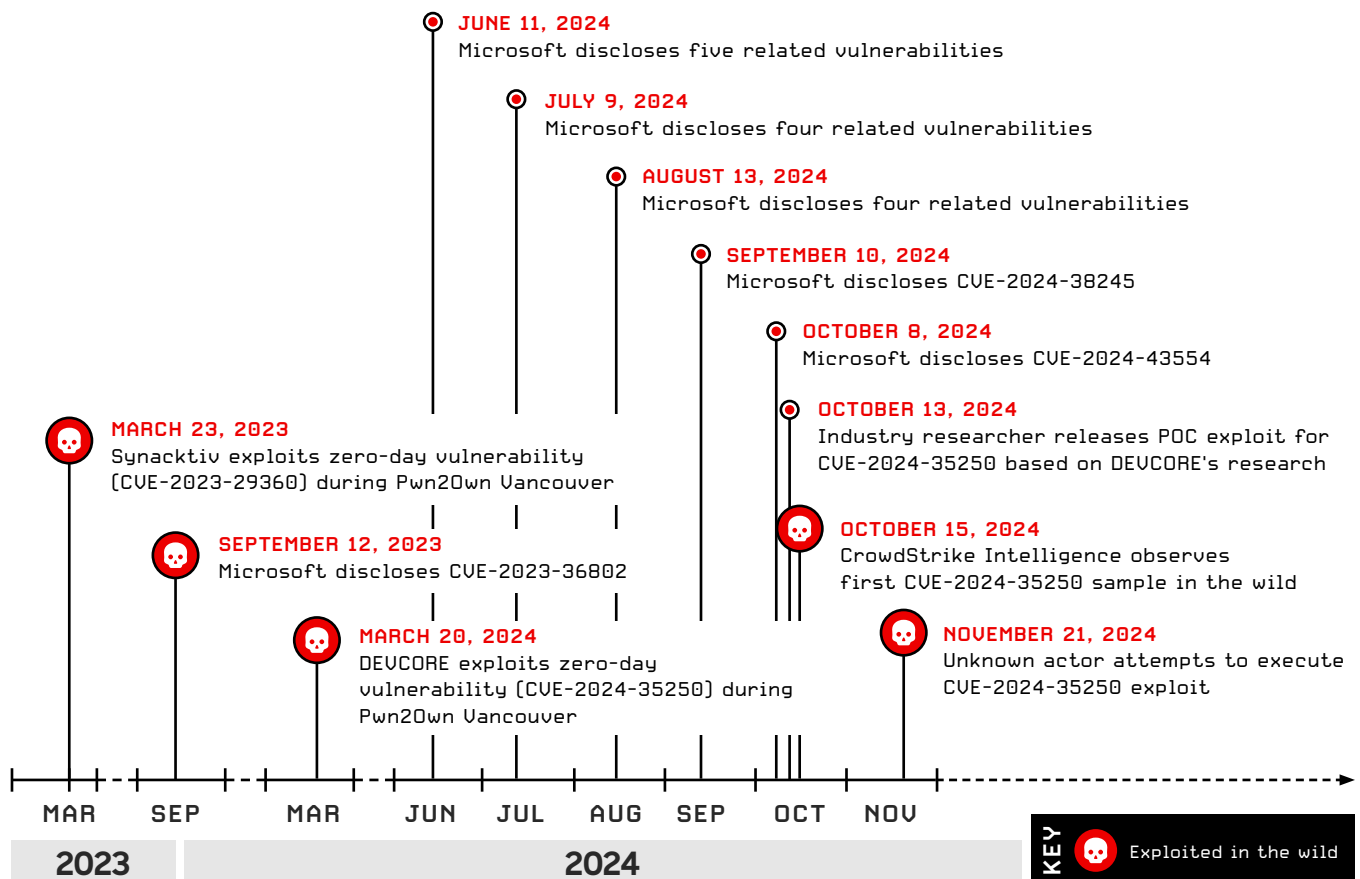 JUNE 11, 2024
Microsoft discloses five related vulnerabilities
JULY 9, 2024
Microsoft discloses four related vulnerabilities
AUGUST 13, 2024
Microsoft discloses four related vulnerabilities
SEPTEMBER 10, 2024
Microsoft discloses CVE-2024-38245
OCTOBER 8, 2024
Microsoft discloses CVE-2024-43554
OCTOBER 13, 2024
Industry researcher releases POC exploit for
CVE-2024-35250 based on DEVCORE's research
MARCH 23, 2023
Synacktiv exploits zero-day vulnerability
(CVE-2023-29360) during Pwn2Own Vancouver
OCTOBER 15, 2024
CrowdStrike Intelligence observes
first CVE-2024-35250 sample in the wild
SEPTEMBER 12, 2023
Microsoft discloses CVE-2023-36802
MARCH 20, 2024
DEVCORE exploits zero-day
vulnerability (CVE-2024-35250) during
Pwn2Own Vancouver
NOVEMBER 21, 2024
Unknown actor attempts to execute
CVE-2024-35250 exploit
MAR SEP MAR JUN JUL AUG SEP OCT NOV
2023 2024
KEY
Exploited in the wild